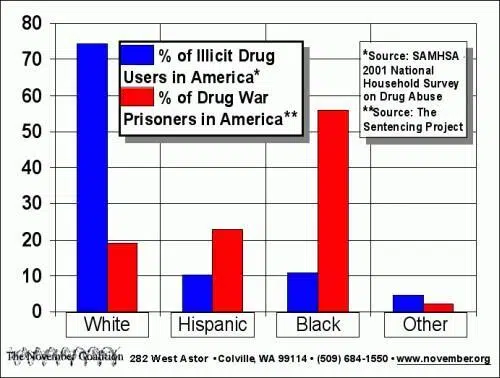 80
70
60
50
40
30
20
10
0
% of Illicit Drug
Users in America*
% of Drug War
Prisoners in America**
*Source: SAMHSA
2001 National
Household Survey
on Drug Abuse
**Source: The
Sentencing Project
White
Hispanic
Black
Other
The November Coalition 282 West Astor •Colville, WA 99114 • (509) 684-1550 • www.november.org